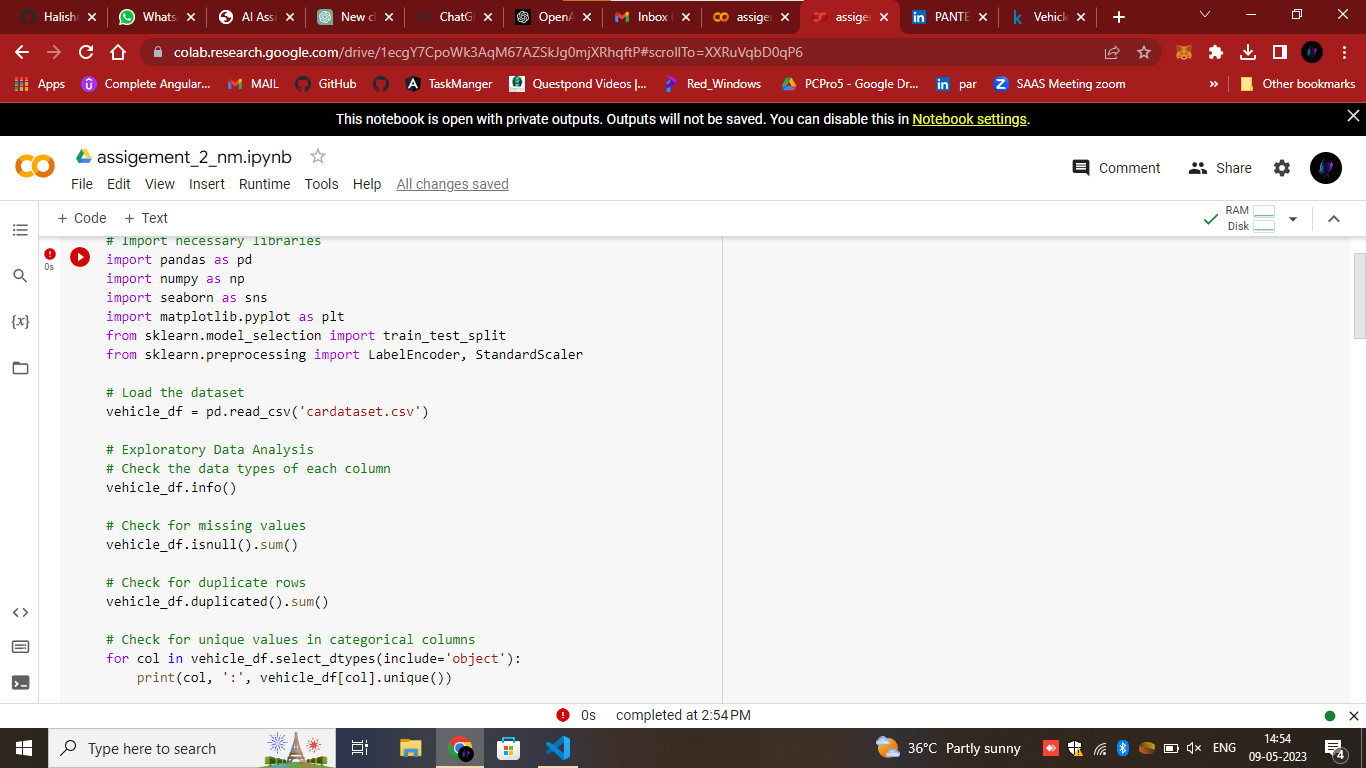 Halish
Whats
AI Assi
New c
ChatG
OpenA
Inbox (
assiger
assiger
PANTE
Vehicl
colab.research.google.com/drive/1ecgY7CpoWk3AqM67AZSkJg0mjXRhqftP#scrollTo=XXRuVqbD0qP6
Apps
Complete Angular...
MAIL
GitHub
TaskManger
Questpond Videos |...
Red_Windows
PCPro5 - Google Dr...
par
SAAS Meeting zoom
»
Other bookmarks
This notebook is open with private outputs. Outputs will not be saved. You can disable this in Notebook settings.
assigement_2_nm.ipynb
Comment
Share
File Edit View Insert Runtime Tools Help All changes saved
+ Code + Text
RAM
Disk
# Import necessary libraries
0s
import pandas as pd
import numpy as np
import seaborn as sns
import matplotlib.pyplot as plt
from sklearn.model_selection import train_test_split
from sklearn.preprocessing import LabelEncoder, StandardScaler
# Load the dataset
vehicle_df = pd.read_csv('cardataset.csv')
# Exploratory Data Analysis
# Check the data types of each column
vehicle_df.info()
# Check for missing values
vehicle_df.isnull().sum()
# Check for duplicate rows
vehicle_df.duplicated().sum()
# Check for unique values in categorical columns
for col in vehicle_df.select_dtypes(include='object'):
    print(col, ':', vehicle_df[col].unique())
0s completed at 2:54 PM
Type here to search
36°C Partly sunny
ENG
14:54
09-05-2023
4